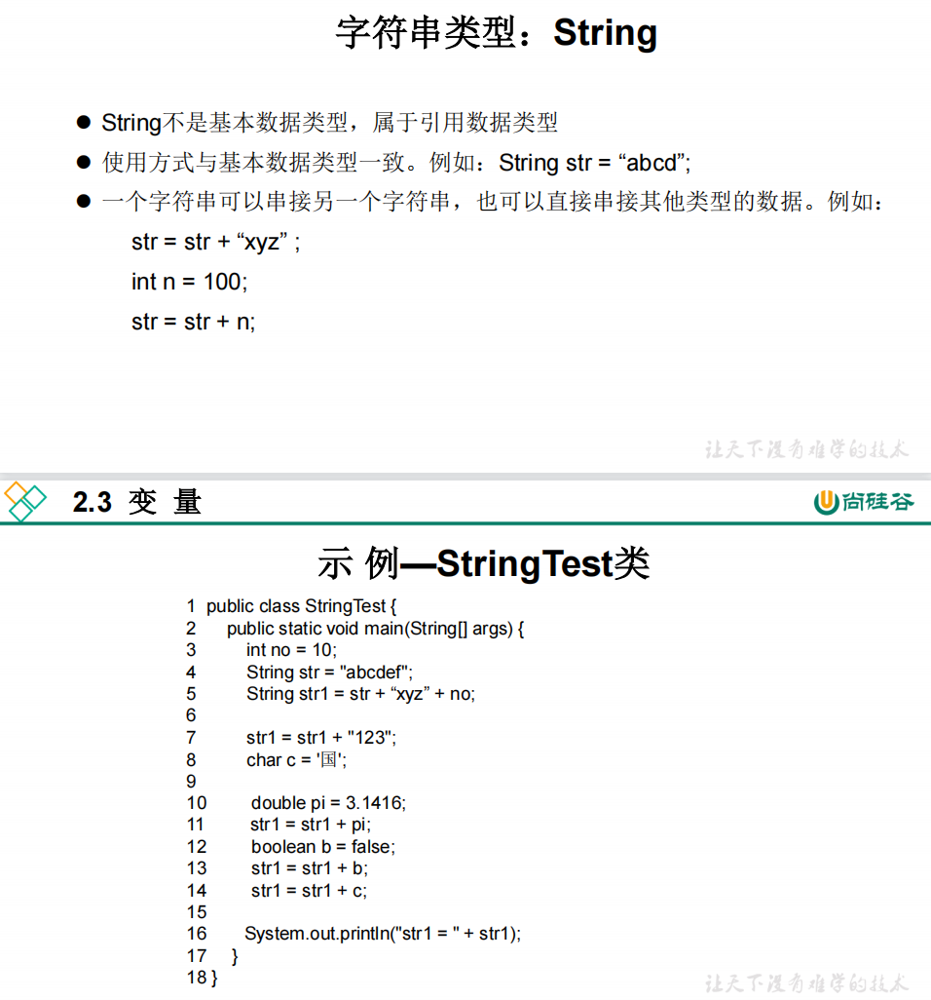 字符串类型：String
● String不是基本数据类型，属于引用数据类型
● 使用方式与基本数据类型一致。例如：String str = “abcd”;
● 一个字符串可以串接另一个字符串，也可以直接串接其他类型的数据。例如：
str = str + “xyz” ;
int n = 100;
str = str + n;
让天下没有难学的技术
2.3 变 量
尚硅谷
示 例—StringTest类
1 public class StringTest {
2 public static void main(String[] args) {
3 int no = 10;
4 String str = "abcdef";
5 String str1 = str + “xyz” + no;
6
7 str1 = str1 + "123";
8 char c = '国';
9
10 double pi = 3.1416;
11 str1 = str1 + pi;
12 boolean b = false;
13 str1 = str1 + b;
14 str1 = str1 + c;
15
16 System.out.println("str1 = " + str1);
17 }
18 }
让天下没有难学的技术